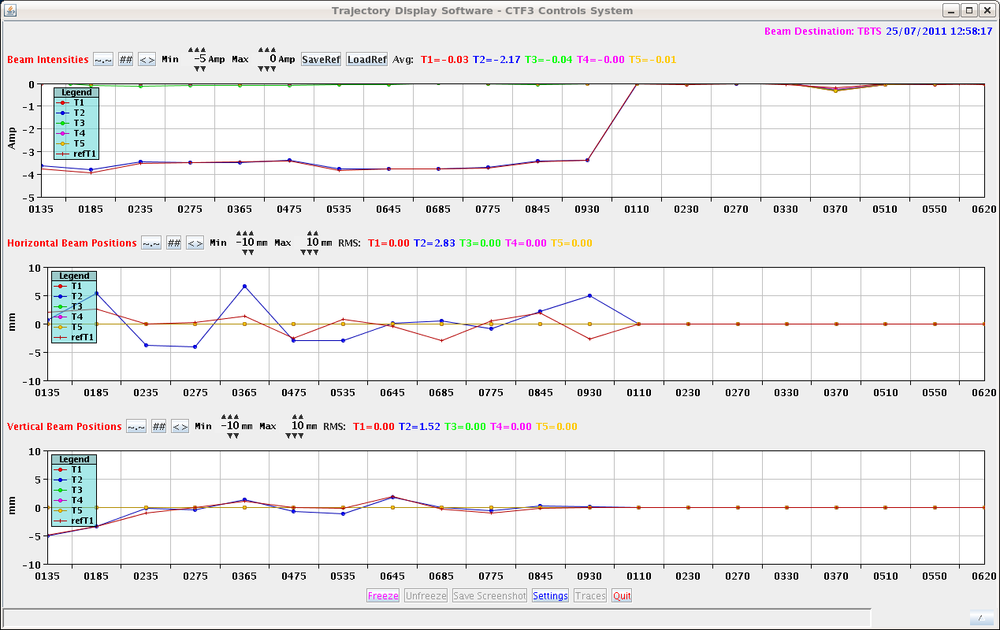 Trajectory Display Software - CTF3 Controls System
Beam Destination: TBTS 25/07/2011 12:58:17
Beam Intensities ~.~ ## <> Min -5 Amp Max 0 Amp SaveRef LoadRef Avg: T1=-0.03 T2=-2.17 T3=-0.04 T4=-0.00 T5=-0.01
Legend
T1
T2
T3
T4
T5
refT1
Amp
0
-1
-2
-3
-4
-5
0135 0185 0235 0275 0365 0475 0535 0645 0685 0775 0845 0930 0110 0230 0270 0330 0370 0510 0550 0620
Horizontal Beam Positions ~.~ ## <> Min -10 mm Max 10 mm RMS: T1=0.00 T2=2.83 T3=0.00 T4=0.00 T5=0.00
Legend
T1
T2
T3
T4
T5
refT1
mm
10
5
0
-5
-10
0135 0185 0235 0275 0365 0475 0535 0645 0685 0775 0845 0930 0110 0230 0270 0330 0370 0510 0550 0620
Vertical Beam Positions ~.~ ## <> Min -10 mm Max 10 mm RMS: T1=0.00 T2=1.52 T3=0.00 T4=0.00 T5=0.00
Legend
T1
T2
T3
T4
T5
refT1
mm
10
5
0
-5
-10
0135 0185 0235 0275 0365 0475 0535 0645 0685 0775 0845 0930 0110 0230 0270 0330 0370 0510 0550 0620
Freeze Unfreeze Save Screenshot Settings Traces Quit